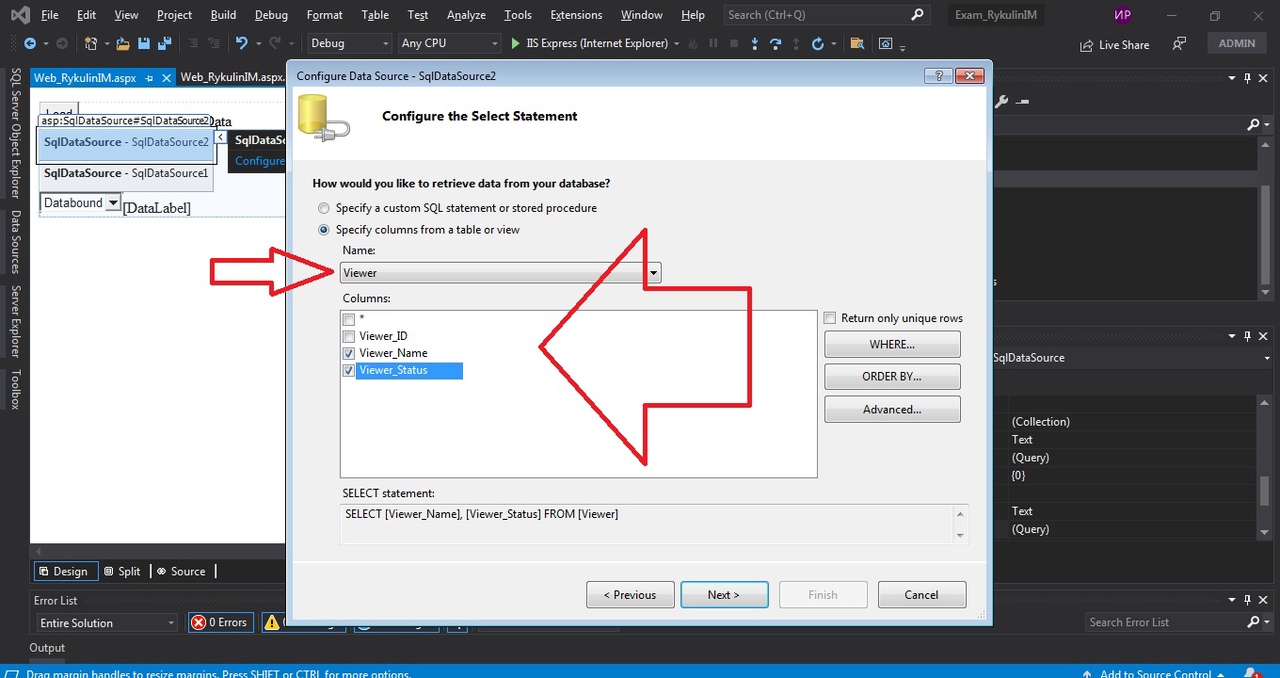 File Edit View Project Build Debug Format Table Test Analyze Tools Extensions Window Help Search (Ctrl+Q) Exam_RykulinIM ИР
Debug Any CPU IIS Express (Internet Explorer) Live Share ADMIN
Web_RykulinIM.aspx Web_RykulinIM.aspx.
SQL Server Object Explorer
Data Sources
Server Explorer
Toolbox
Load
asp:SqlDataSource#SqlDataSource2
Data
SqlDataSource - SqlDataSource2
SqlDataSource - SqlDataSource1
SqlDataSo
Configure
Databound [DataLabel]
Configure Data Source - SqlDataSource2
Configure the Select Statement
How would you like to retrieve data from your database?
Specify a custom SQL statement or stored procedure
Specify columns from a table or view
Name:
Viewer
Columns:
*
Viewer_ID
Viewer_Name
Viewer_Status
Return only unique rows
WHERE...
ORDER BY...
Advanced...
SELECT statement:
SELECT [Viewer_Name], [Viewer_Status] FROM [Viewer]
< Previous Next > Finish Cancel
SqlDataSource
(Collection)
Text
(Query)
{0}
Text
(Query)
Design Split Source
Error List
Entire Solution 0 Errors Search Error List
Output
Drag margin handles to resize margins. Press SHIFT or CTRL for more options. Add to Source Control 1